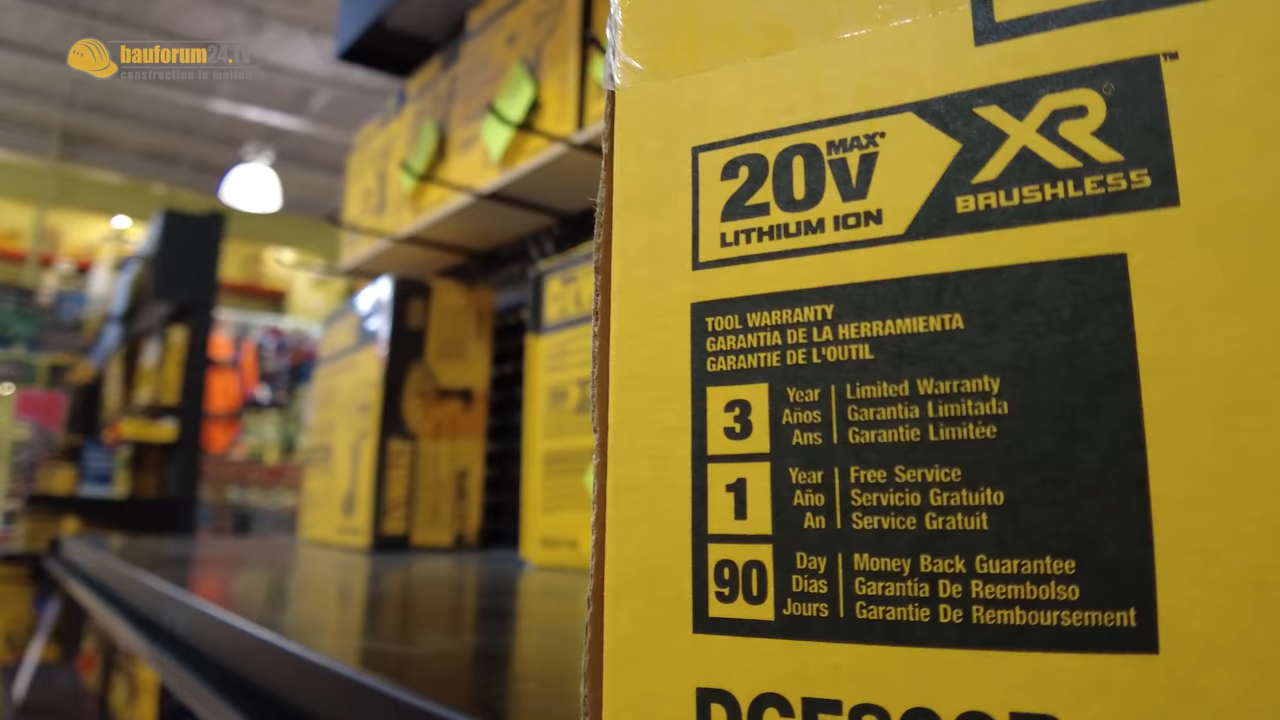 bauforum24.tv
construction in motion
20V MAX*
LITHIUM ION
XR®
BRUSHLESS
™
TOOL WARRANTY
GARANTÍA DE LA HERRAMIENTA
GARANTIE DE L'OUTIL
3 Year Limited Warranty
Años Garantia Limitada
Ans Garantie Limitée
1 Year Free Service
Año Servicio Gratuito
An Service Gratuit
90 Day Money Back Guarantee
Días Garantía De Reembolso
Jours Garantie De Remboursement